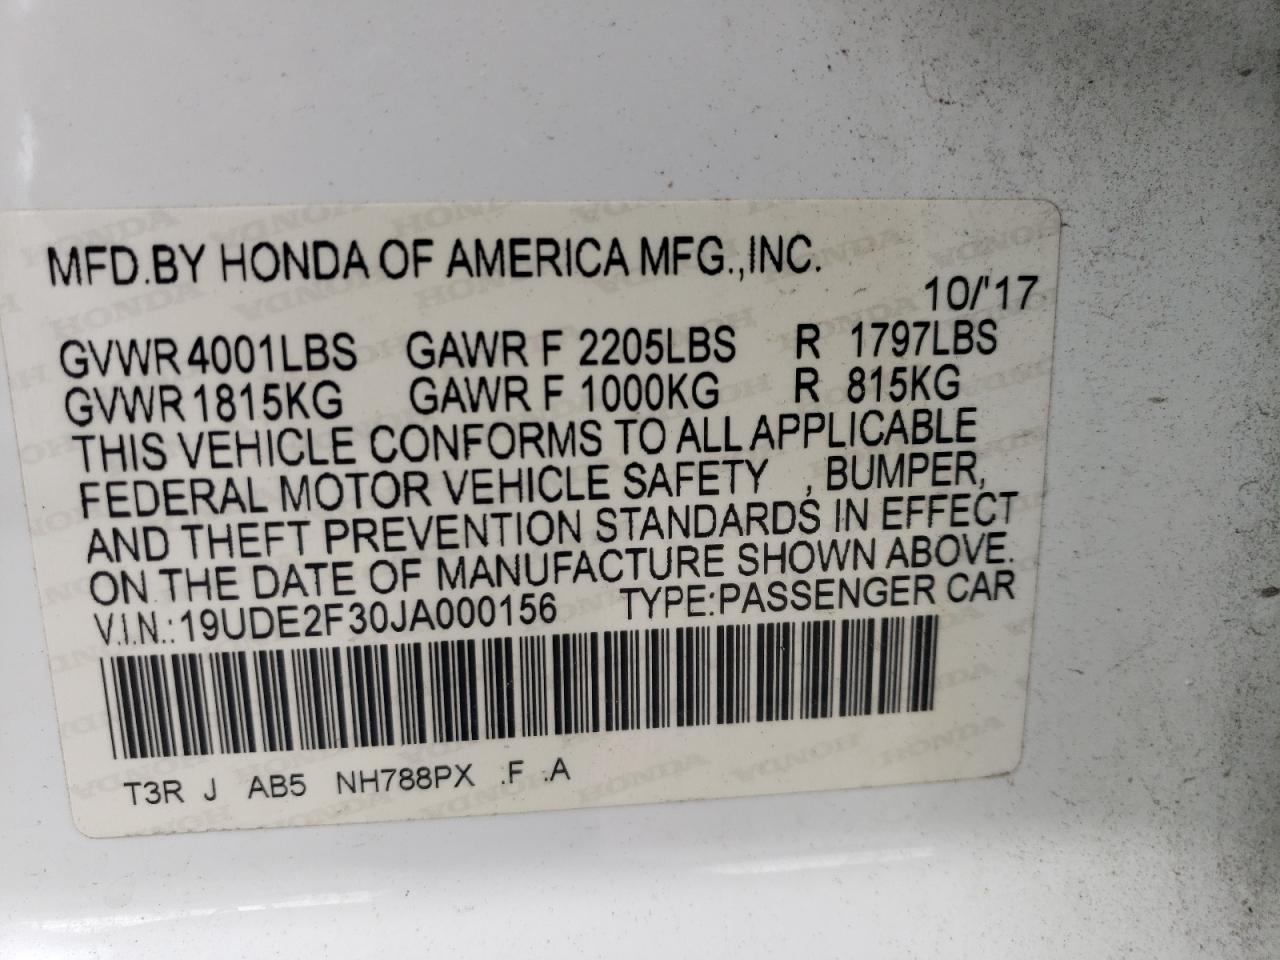 MFD.BY HONDA OF AMERICA MFG.,INC.
10/'17
GVWR 4001LBS GAWR F 2205LBS R 1797LBS
GVWR 1815KG GAWR F 1000KG R 815KG
THIS VEHICLE CONFORMS TO ALL APPLICABLE
FEDERAL MOTOR VEHICLE SAFETY , BUMPER,
AND THEFT PREVENTION STANDARDS IN EFFECT
ON THE DATE OF MANUFACTURE SHOWN ABOVE.
V.I.N.: 19UDE2F30JA000156 TYPE:PASSENGER CAR
T3R J AB5 NH788PX .F .A